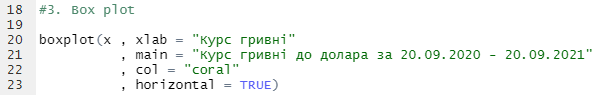 18 #3. Box plot
19
20 boxplot(x , xlab = "Курс гривні"
21 , main = "Курс гривні до долара за 20.09.2020 - 20.09.2021"
22 , col = "coral"
23 , horizontal = TRUE)